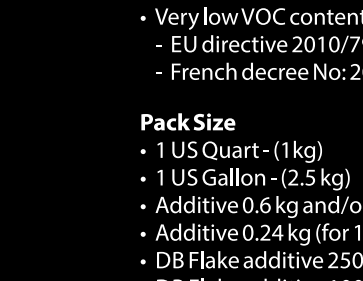 • Very low VOC content
- EU directive 2010/79
- French decree No: 2
Pack Size
• 1 US Quart - (1kg)
• 1 US Gallon - (2.5 kg)
• Additive 0.6 kg and/o
• Additive 0.24 kg (for 1
• DB Flake additive 250